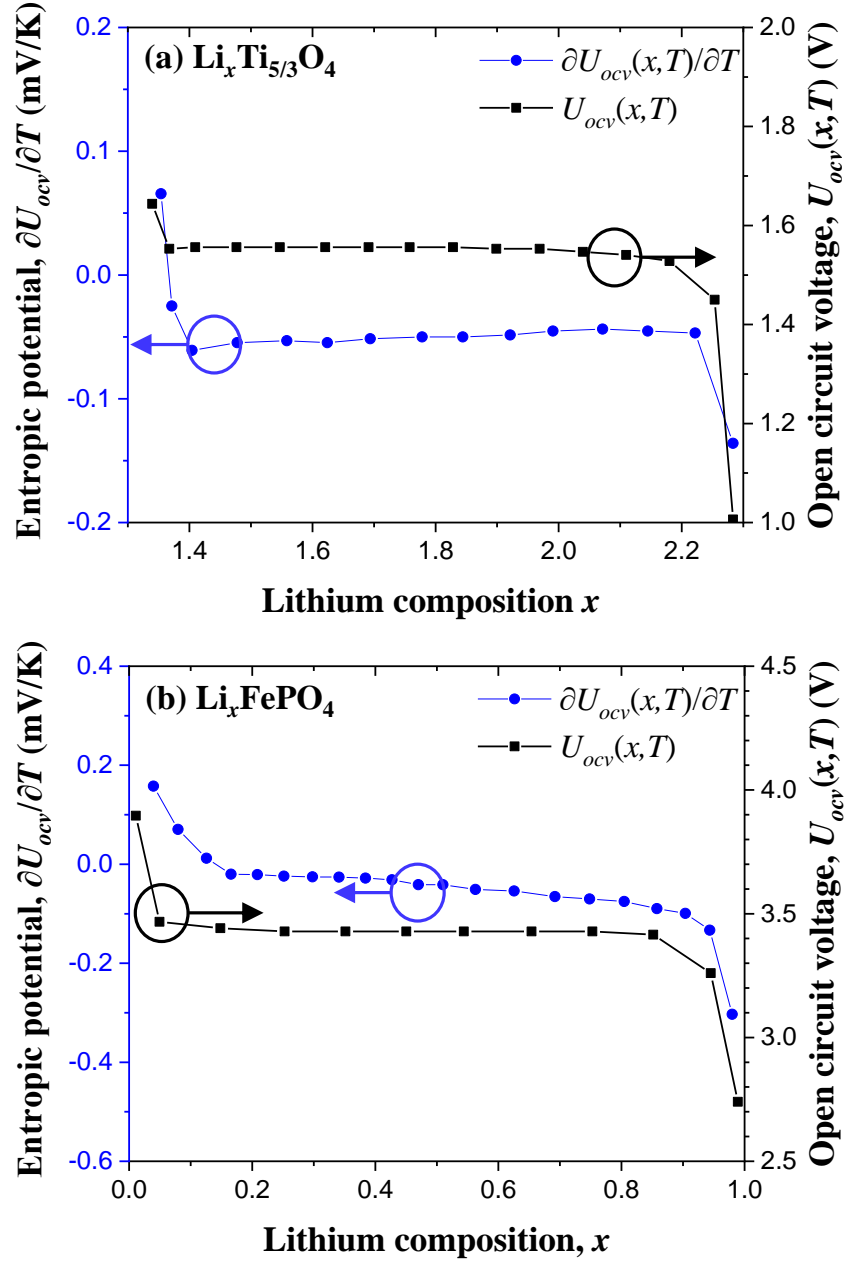 (a) LixTi5/3O4
∂Uocv(x,T)/∂T
Uocv(x,T)
Entropic potential, ∂Uocv/∂T (mV/K)
0.2
0.1
0.0
-0.1
-0.2
Open circuit voltage, Uocv(x,T) (V)
2.0
1.8
1.6
1.4
1.2
1.0
1.4
1.6
1.8
2.0
2.2
Lithium composition x
(b) LixFePO4
∂Uocv(x,T)/∂T
Uocv(x,T)
Entropic potential, ∂Uocv/∂T (mV/K)
0.4
0.2
0.0
-0.2
-0.4
-0.6
Open circuit voltage, Uocv(x,T) (V)
4.5
4.0
3.5
3.0
2.5
0.0
0.2
0.4
0.6
0.8
1.0
Lithium composition, x